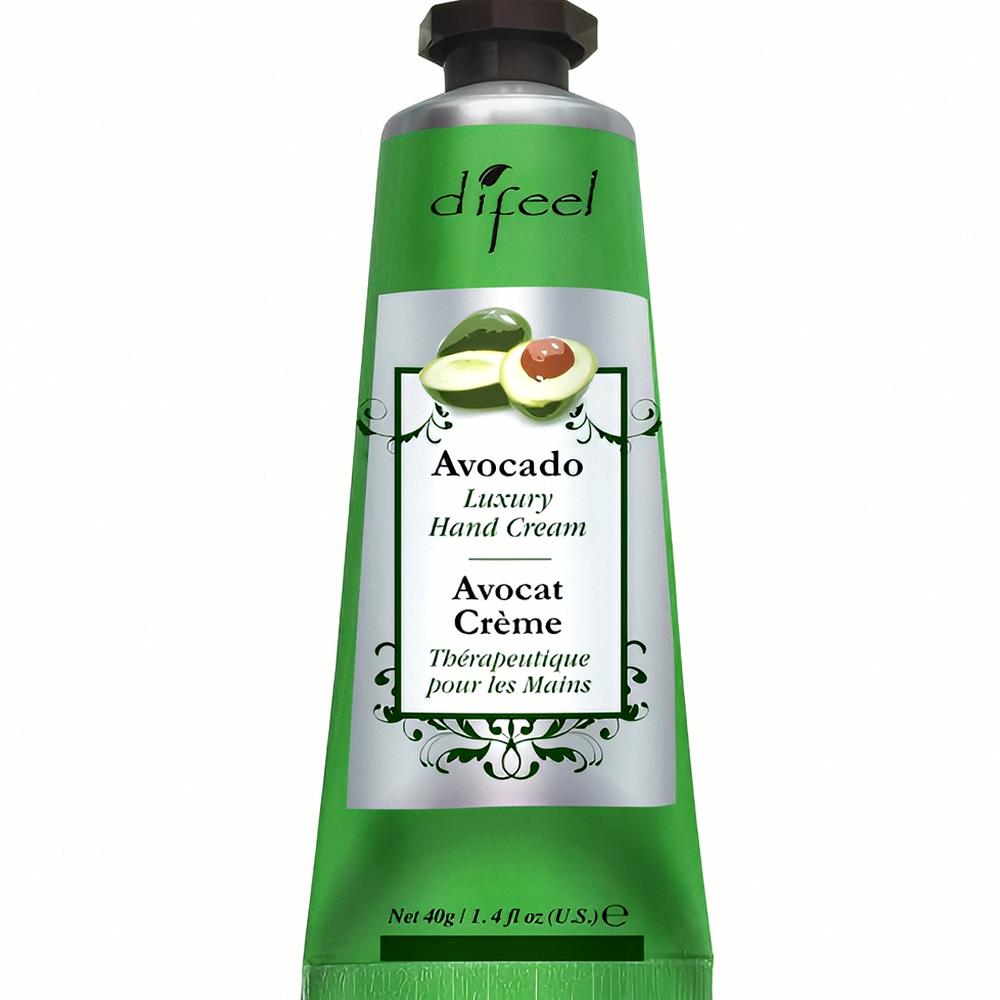 difeel
Avocado
Luxury
Hand Cream
Avocat
Crème
Thérapeutique
pour les Mains
Net 40g / 1.4 fl oz (U.S.) ℮